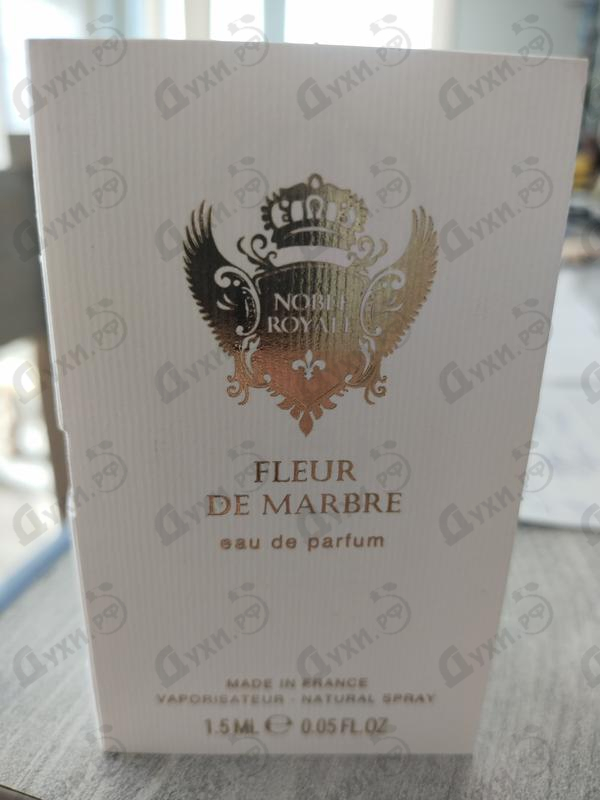 NOBLE
ROYALE
FLEUR
DE MARBRE
eau de parfum
MADE IN FRANCE
VAPORISATEUR - NATURAL SPRAY
1.5 ML e 0.05 FL.OZ
Духи.рф